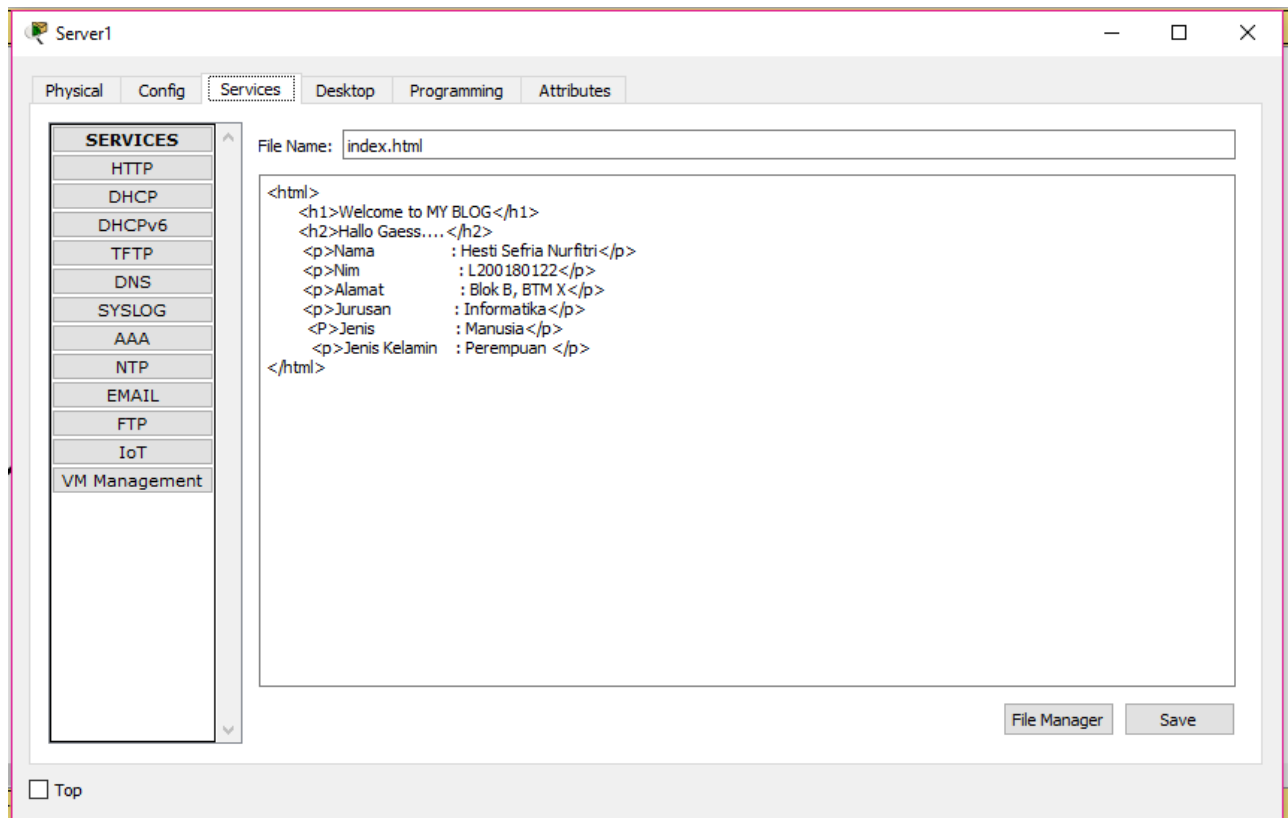 Server1
Physical Config Services Desktop Programming Attributes
SERVICES
HTTP
DHCP
DHCPv6
TFTP
DNS
SYSLOG
AAA
NTP
EMAIL
FTP
IoT
VM Management
File Name: index.html
<html>
<h1>Welcome to MY BLOG</h1>
<h2>Hallo Gaess....</h2>
<p>Nama : Hesti Sefria Nurfitri</p>
<p>Nim : L200180122</p>
<p>Alamat : Blok B, BTM X</p>
<p>Jurusan : Informatika</p>
<P>Jenis : Manusia</p>
<p>Jenis Kelamin : Perempuan </p>
</html>
File Manager Save
Top